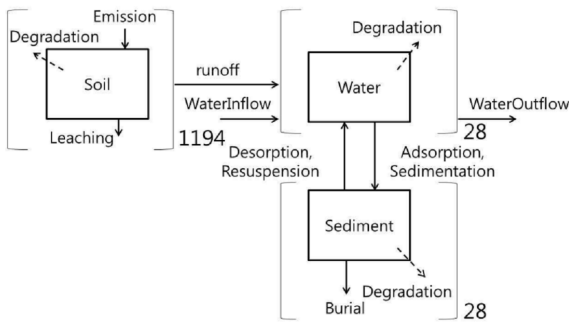 Emission
Degradation
Soil
Leaching
1194
runoff
WaterInflow
Degradation
Water
28
WaterOutflow
Desorption,
Resuspension
Adsorption,
Sedimentation
Sediment
Degradation
Burial
28